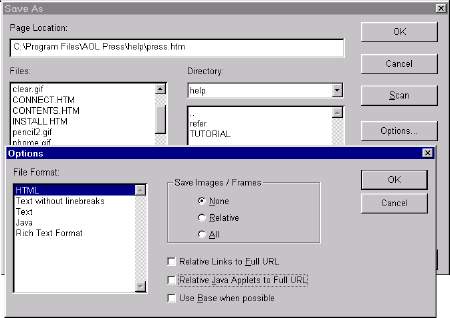 Save As
Page Location:
C:\Program Files\AOL Press\help\press.htm
OK
Cancel
Scan
Options...
Files:
clear.gif
CONNECT.HTM
CONTENTS.HTM
INSTALL.HTM
pencil2.gif
phome.gif
Directory:
help
..
refer
TUTORIAL
Options
File Format:
HTML
Text without linebreaks
Text
Java
Rich Text Format
Save Images / Frames
None
Relative
All
Relative Links to Full URL
Relative Java Applets to Full URL
Use Base when possible
OK
Cancel